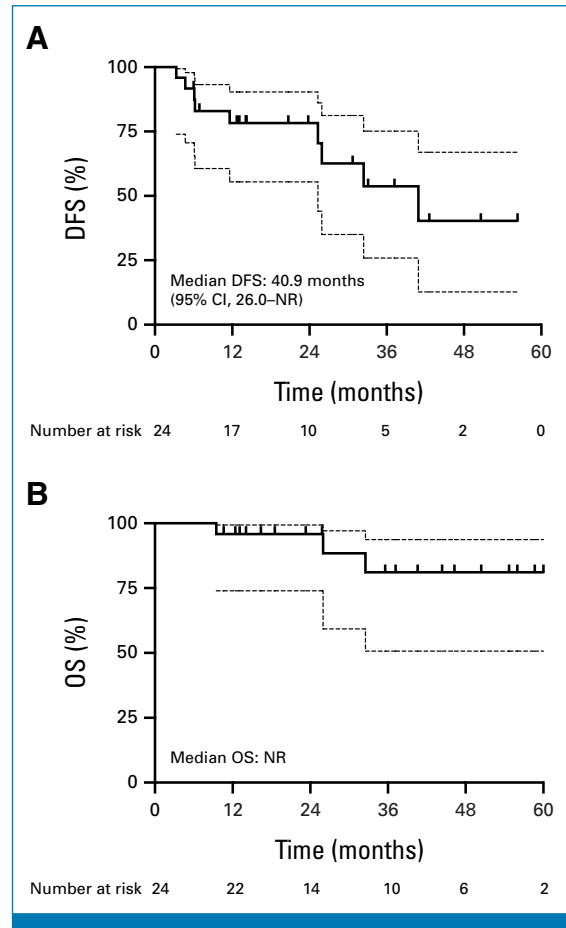 A
100
75
50
25
0
DFS (%)
Median DFS: 40.9 months
(95% CI, 26.0–NR)
0 12 24 36 48 60
Time (months)
Number at risk 24 17 10 5 2 0
B
100
75
50
25
0
OS (%)
Median OS: NR
0 12 24 36 48 60
Time (months)
Number at risk 24 22 14 10 6 2